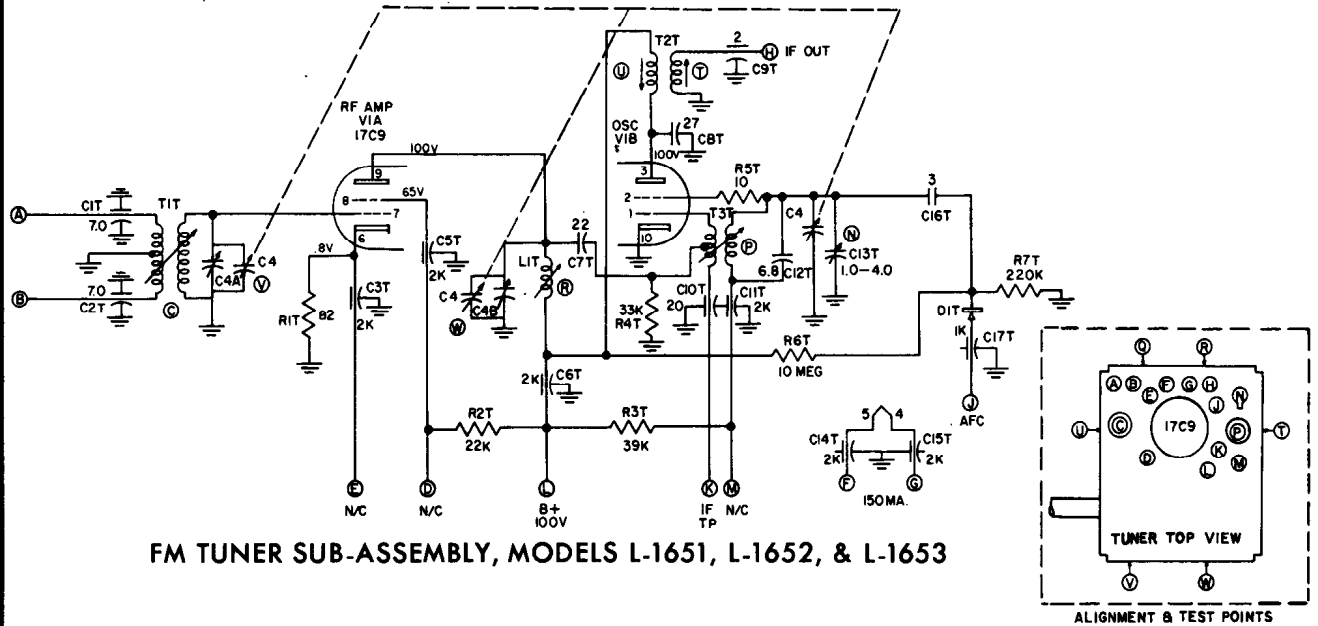 T2T
2
H IF OUT
U
T
C9T
RF AMP
V1A
17C9
OSC
V1B
27
C8T
100V
100V
9
3
R5T
10
3
C16T
A
C1T
7.0
T1T
8
65V
7
2
1
T3T
C4
N
6
10
P
C13T
1.0-4.0
8V
C5T
2K
22
C7T
6.8
C12T
R7T
220K
C4
C4A
V
L1T
R
B
7.0
C2T
C
C3T
2K
C4
C4B
W
33K
R4T
C10T
20
C11T
2K
D1T
R1T
82
R6T
10 MEG
1K
C17T
2K
C6T
J
AFC
R2T
22K
R3T
39K
5 4
C14T
2K
C15T
2K
F
G
150MA.
E
N/C
D
N/C
L
B+
100V
K
IF
TP
M
N/C
Q
R
A B E F G H
J
N
U
C
17C9
P
T
D
K
L
M
TUNER TOP VIEW
V
W
FM TUNER SUB-ASSEMBLY, MODELS L-1651, L-1652, & L-1653
ALIGNMENT & TEST POINTS